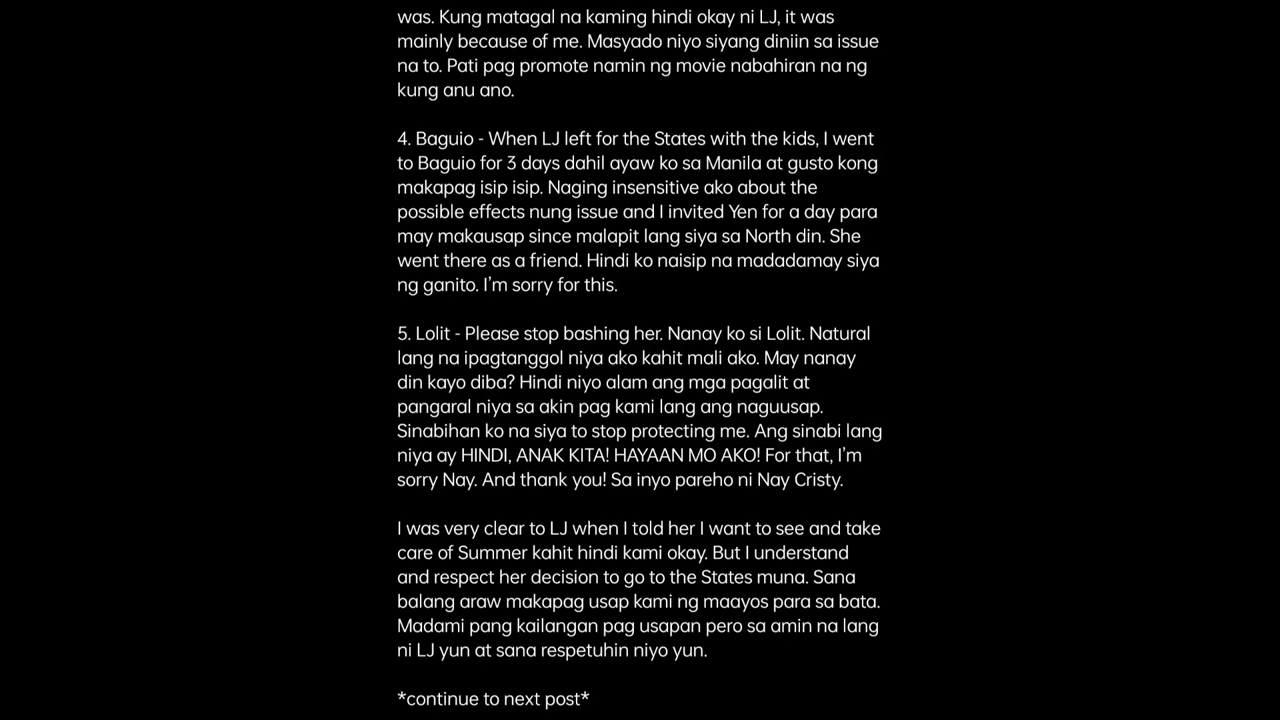 was. Kung matagal na kaming hindi okay ni LJ, it was
mainly because of me. Masyado niyo siyang diniin sa issue
na to. Pati pag promote namin ng movie nabahiran na ng
kung anu ano.
4. Baguio - When LJ left for the States with the kids, I went
to Baguio for 3 days dahil ayaw ko sa Manila at gusto kong
makapag isip isip. Naging insensitive ako about the
possible effects nung issue and I invited Yen for a day para
may makausap since malapit lang siya sa North din. She
went there as a friend. Hindi ko naisip na madadamay siya
ng ganito. I'm sorry for this.
5. Lolit - Please stop bashing her. Nanay ko si Lolit. Natural
lang na ipagtanggol niya ako kahit mali ako. May nanay
din kayo diba? Hindi niyo alam ang mga pagalit at
pangaral niya sa akin pag kami lang ang naguusap.
Sinabihan ko na siya to stop protecting me. Ang sinabi lang
niya ay HINDI, ANAK KITA! HAYAAN MO AKO! For that, I'm
sorry Nay. And thank you! Sa inyo pareho ni Nay Cristy.
I was very clear to LJ when I told her I want to see and take
care of Summer kahit hindi kami okay. But I understand
and respect her decision to go to the States muna. Sana
balang araw makapag usap kami ng maayos para sa bata.
Madami pang kailangan pag usapan pero sa amin na lang
ni LJ yun at sana respetuhin niyo yun.
*continue to next post*